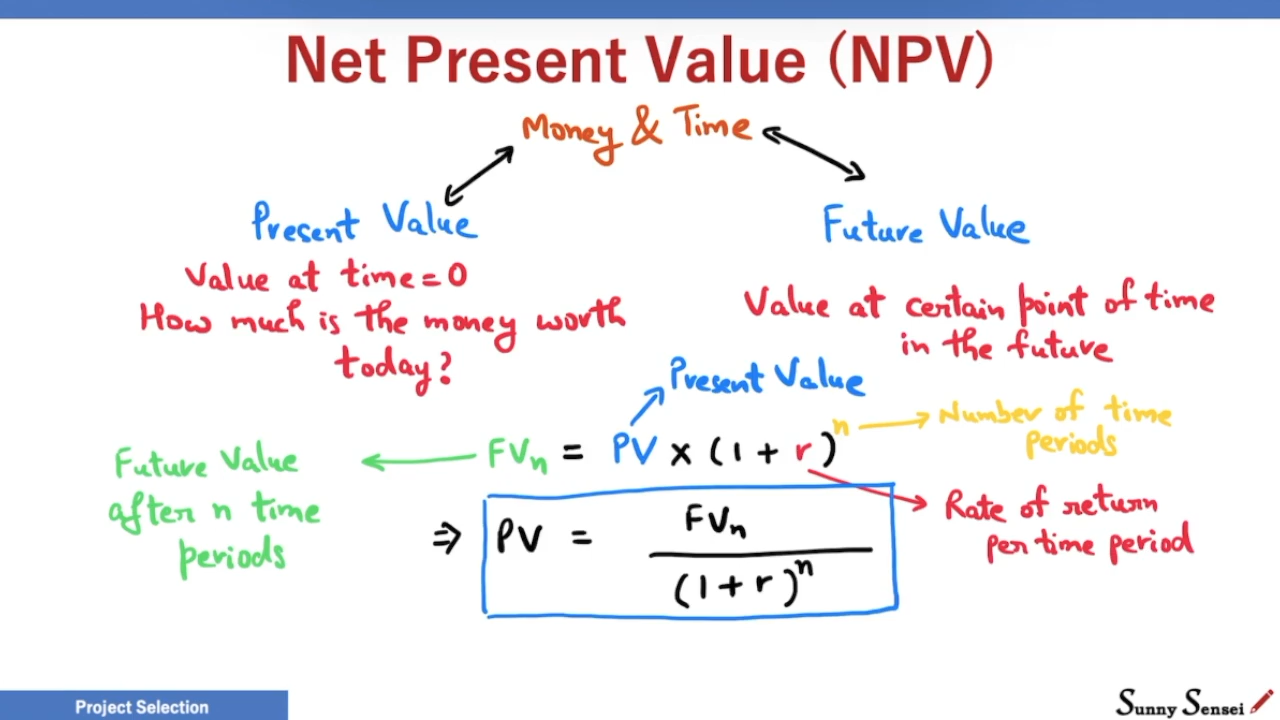 Net Present Value (NPV)
Money & Time
Present Value
Value at time=0
How much is the money worth
today?
Future Value
Value at certain point of time
in the future
Present Value
FVₙ = PV × (1 + r)ⁿ
Number of time
periods
Future Value
after n time
periods
Rate of return
per time period
⇒ PV = FVₙ
(1 + r)ⁿ
Project Selection
Sunny Sensei